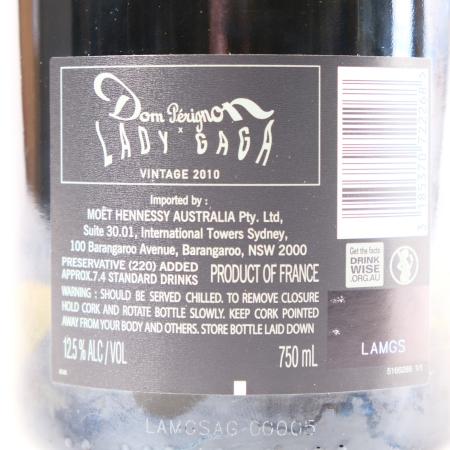 Dom Pérignon
x
LADY GAGA
VINTAGE 2010
Imported by :
MOËT HENNESSY AUSTRALIA Pty. Ltd,
Suite 30.01, International Towers Sydney,
100 Barangaroo Avenue, Barangaroo, NSW 2000
PRESERVATIVE (220) ADDED
APPROX.7.4 STANDARD DRINKS
PRODUCT OF FRANCE
WARNING : SHOULD BE SERVED CHILLED. TO REMOVE CLOSURE
HOLD CORK AND ROTATE BOTTLE SLOWLY. KEEP CORK POINTED
AWAY FROM YOUR BODY AND OTHERS. STORE BOTTLE LAID DOWN
12.5 % ALC / VOL
750 mL
Get the facts
DRINK
WISE
.ORG.AU
LAMGS
5166286 1/1
LAMGSAG-00005